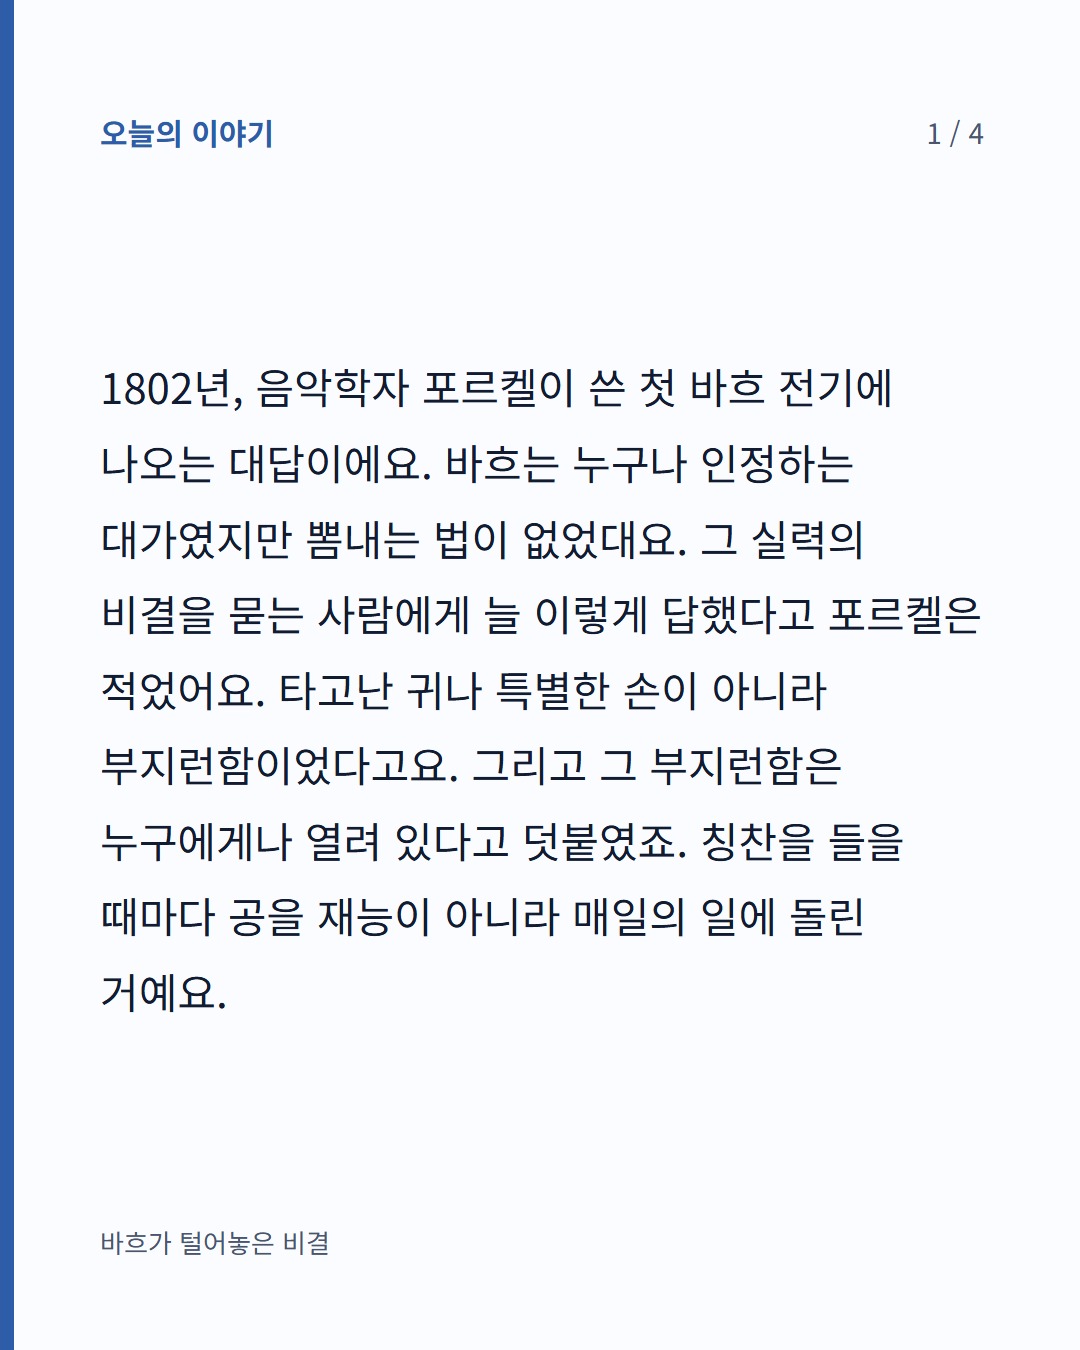 오늘의 이야기
1 / 4
1802년, 음악학자 포르켈이 쓴 첫 바흐 전기에
나오는 대답이에요. 바흐는 누구나 인정하는
대가였지만 뽐내는 법이 없었대요. 그 실력의
비결을 묻는 사람에게 늘 이렇게 답했다고 포르켈은
적었어요. 타고난 귀나 특별한 손이 아니라
부지런함이었다고요. 그리고 그 부지런함은
누구에게나 열려 있다고 덧붙였죠. 칭찬을 들을
때마다 공을 재능이 아니라 매일의 일에 돌린
거예요.
바흐가 털어놓은 비결